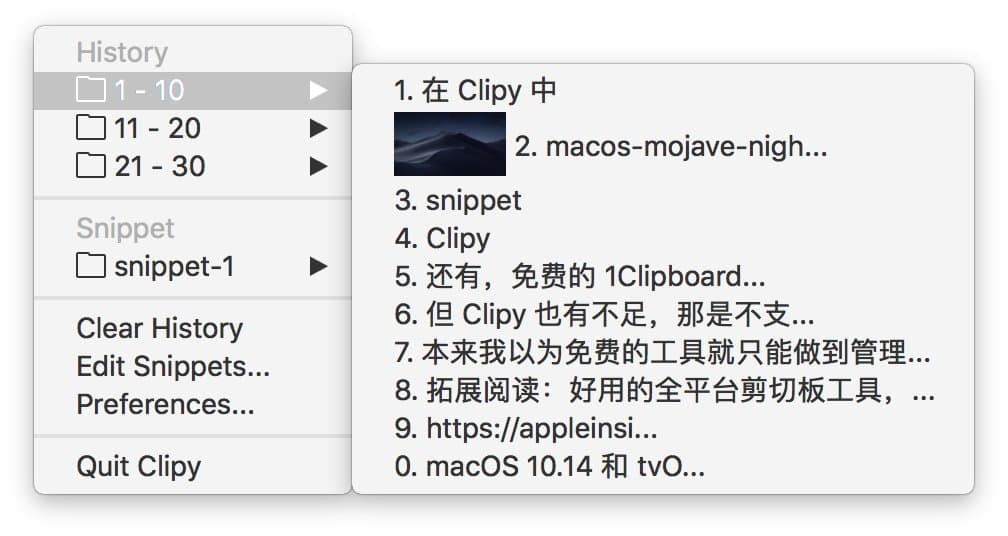 History
1 - 10
11 - 20
21 - 30
Snippet
snippet-1
Clear History
Edit Snippets...
Preferences...
Quit Clipy
1. 在 Clipy 中
2. macos-mojave-nigh...
3. snippet
4. Clipy
5. 还有，免费的 1Clipboard...
6. 但 Clipy 也有不足，那是不支...
7. 本来我以为免费的工具就只能做到管理...
8. 拓展阅读：好用的全平台剪切板工具，...
9. https://appleinsi...
0. macOS 10.14 和 tvO...